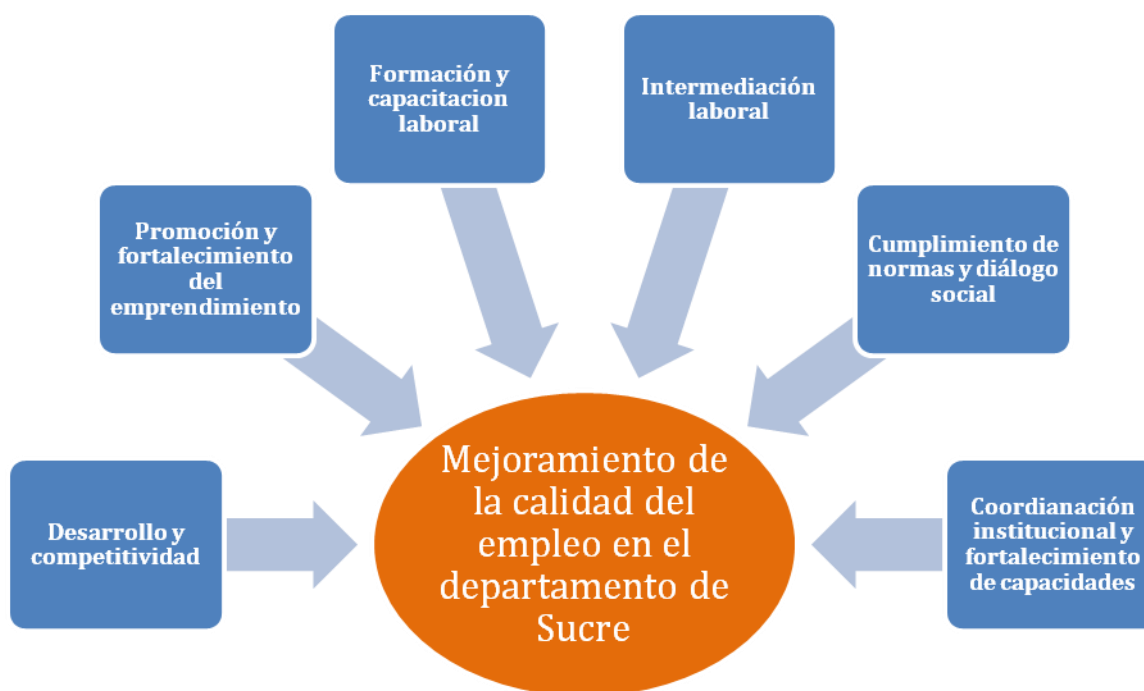 Formación y
capacitacion
laboral
Intermediación
laboral
Promoción y
fortalecimiento
del
emprendimiento
Cumplimiento de
normas y diálogo
social
Desarrollo y
competitividad
Mejoramiento de
la calidad del
empleo en el
departamento de
Sucre
Coordianación
institucional y
fortalecimiento
de capacidades